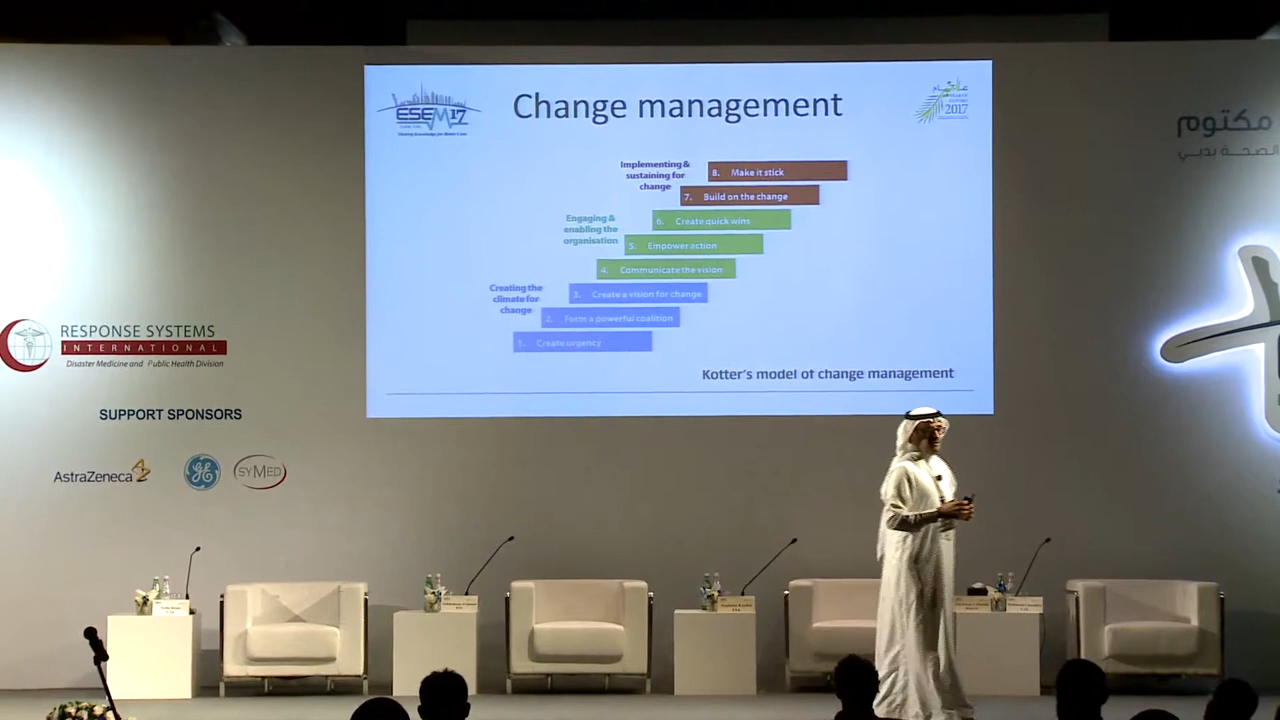 ESEM17
Change management
2017
Implementing &
sustaining for
change
8. Make it stick
7. Build on the change
Engaging &
enabling the
organisation
6. Create quick wins
5. Empower action
4. Communicate the vision
Creating the
climate for
change
3. Create a vision for change
2. Form a powerful coalition
1. Create urgency
Kotter's model of change management
مكتوم
الصحة بدبي
RESPONSE SYSTEMS
INTERNATIONAL
Disaster Medicine and Public Health Division
SUPPORT SPONSORS
AstraZeneca
GE
SYMED